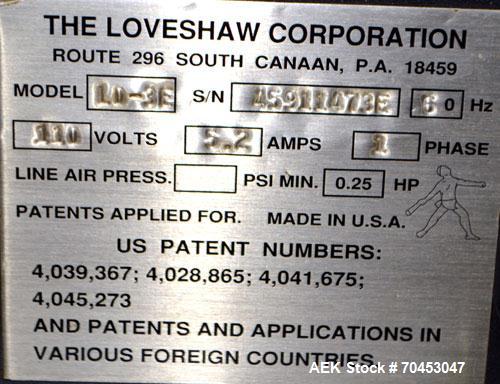 THE LOVESHAW CORPORATION
ROUTE 296 SOUTH CANAAN, P.A. 18459
MODEL LD-3E S/N 45911473E 60 Hz
110 VOLTS 5.2 AMPS 1 PHASE
LINE AIR PRESS. PSI MIN. 0.25 HP
PATENTS APPLIED FOR. MADE IN U.S.A.
US PATENT NUMBERS:
4,039,367; 4,028,865; 4,041,675;
4,045,273
AND PATENTS AND APPLICATIONS IN
VARIOUS FOREIGN COUNTRIES
AEK Stock # 70453047